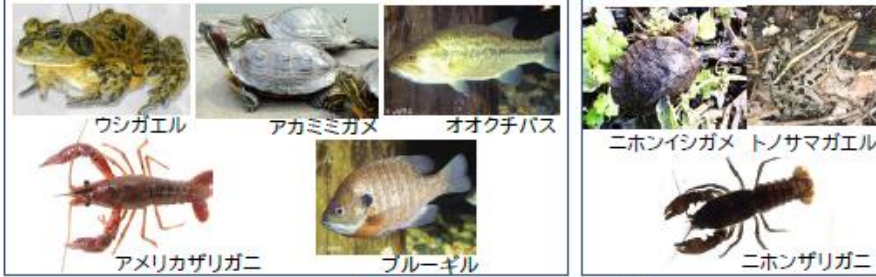 ウシガエル
アカミミガメ
オオクチバス
アメリカザリガニ
ブルーギル
ニホンイシガメ
トノサマガエル
ニホンザリガニ